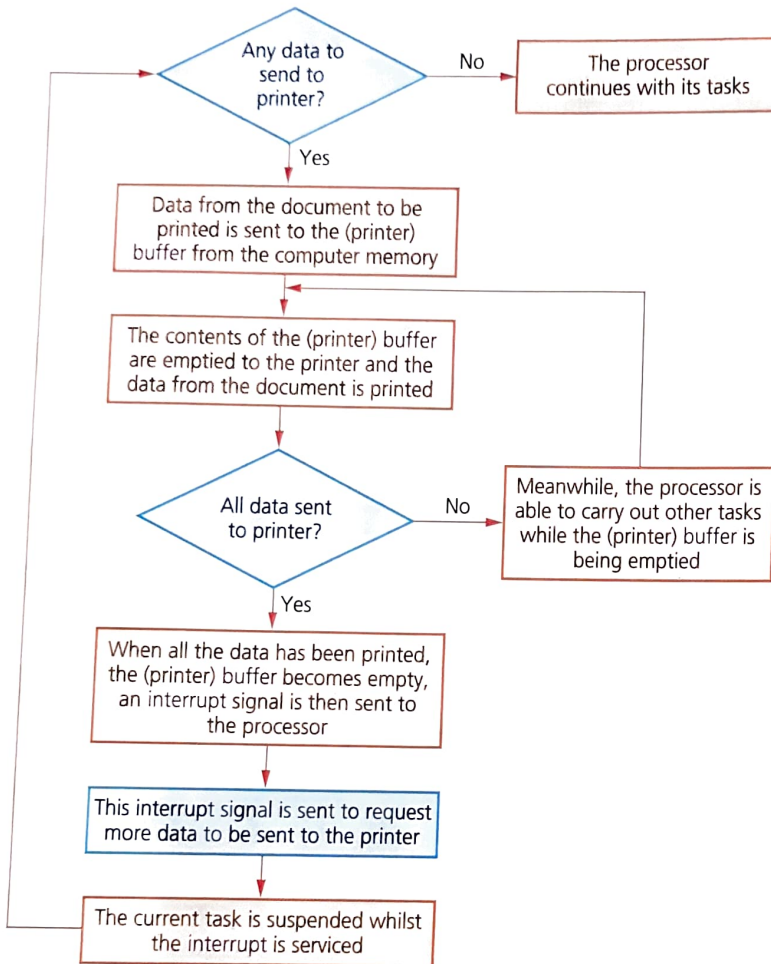 Any data to
send to
printer?
No
The processor
continues with its tasks
Yes
Data from the document to be
printed is sent to the (printer)
buffer from the computer memory
The contents of the (printer) buffer
are emptied to the printer and the
data from the document is printed
All data sent
to printer?
No
Meanwhile, the processor is
able to carry out other tasks
while the (printer) buffer is
being emptied
Yes
When all the data has been printed,
the (printer) buffer becomes empty,
an interrupt signal is then sent to
the processor
This interrupt signal is sent to request
more data to be sent to the printer
The current task is suspended whilst
the interrupt is serviced